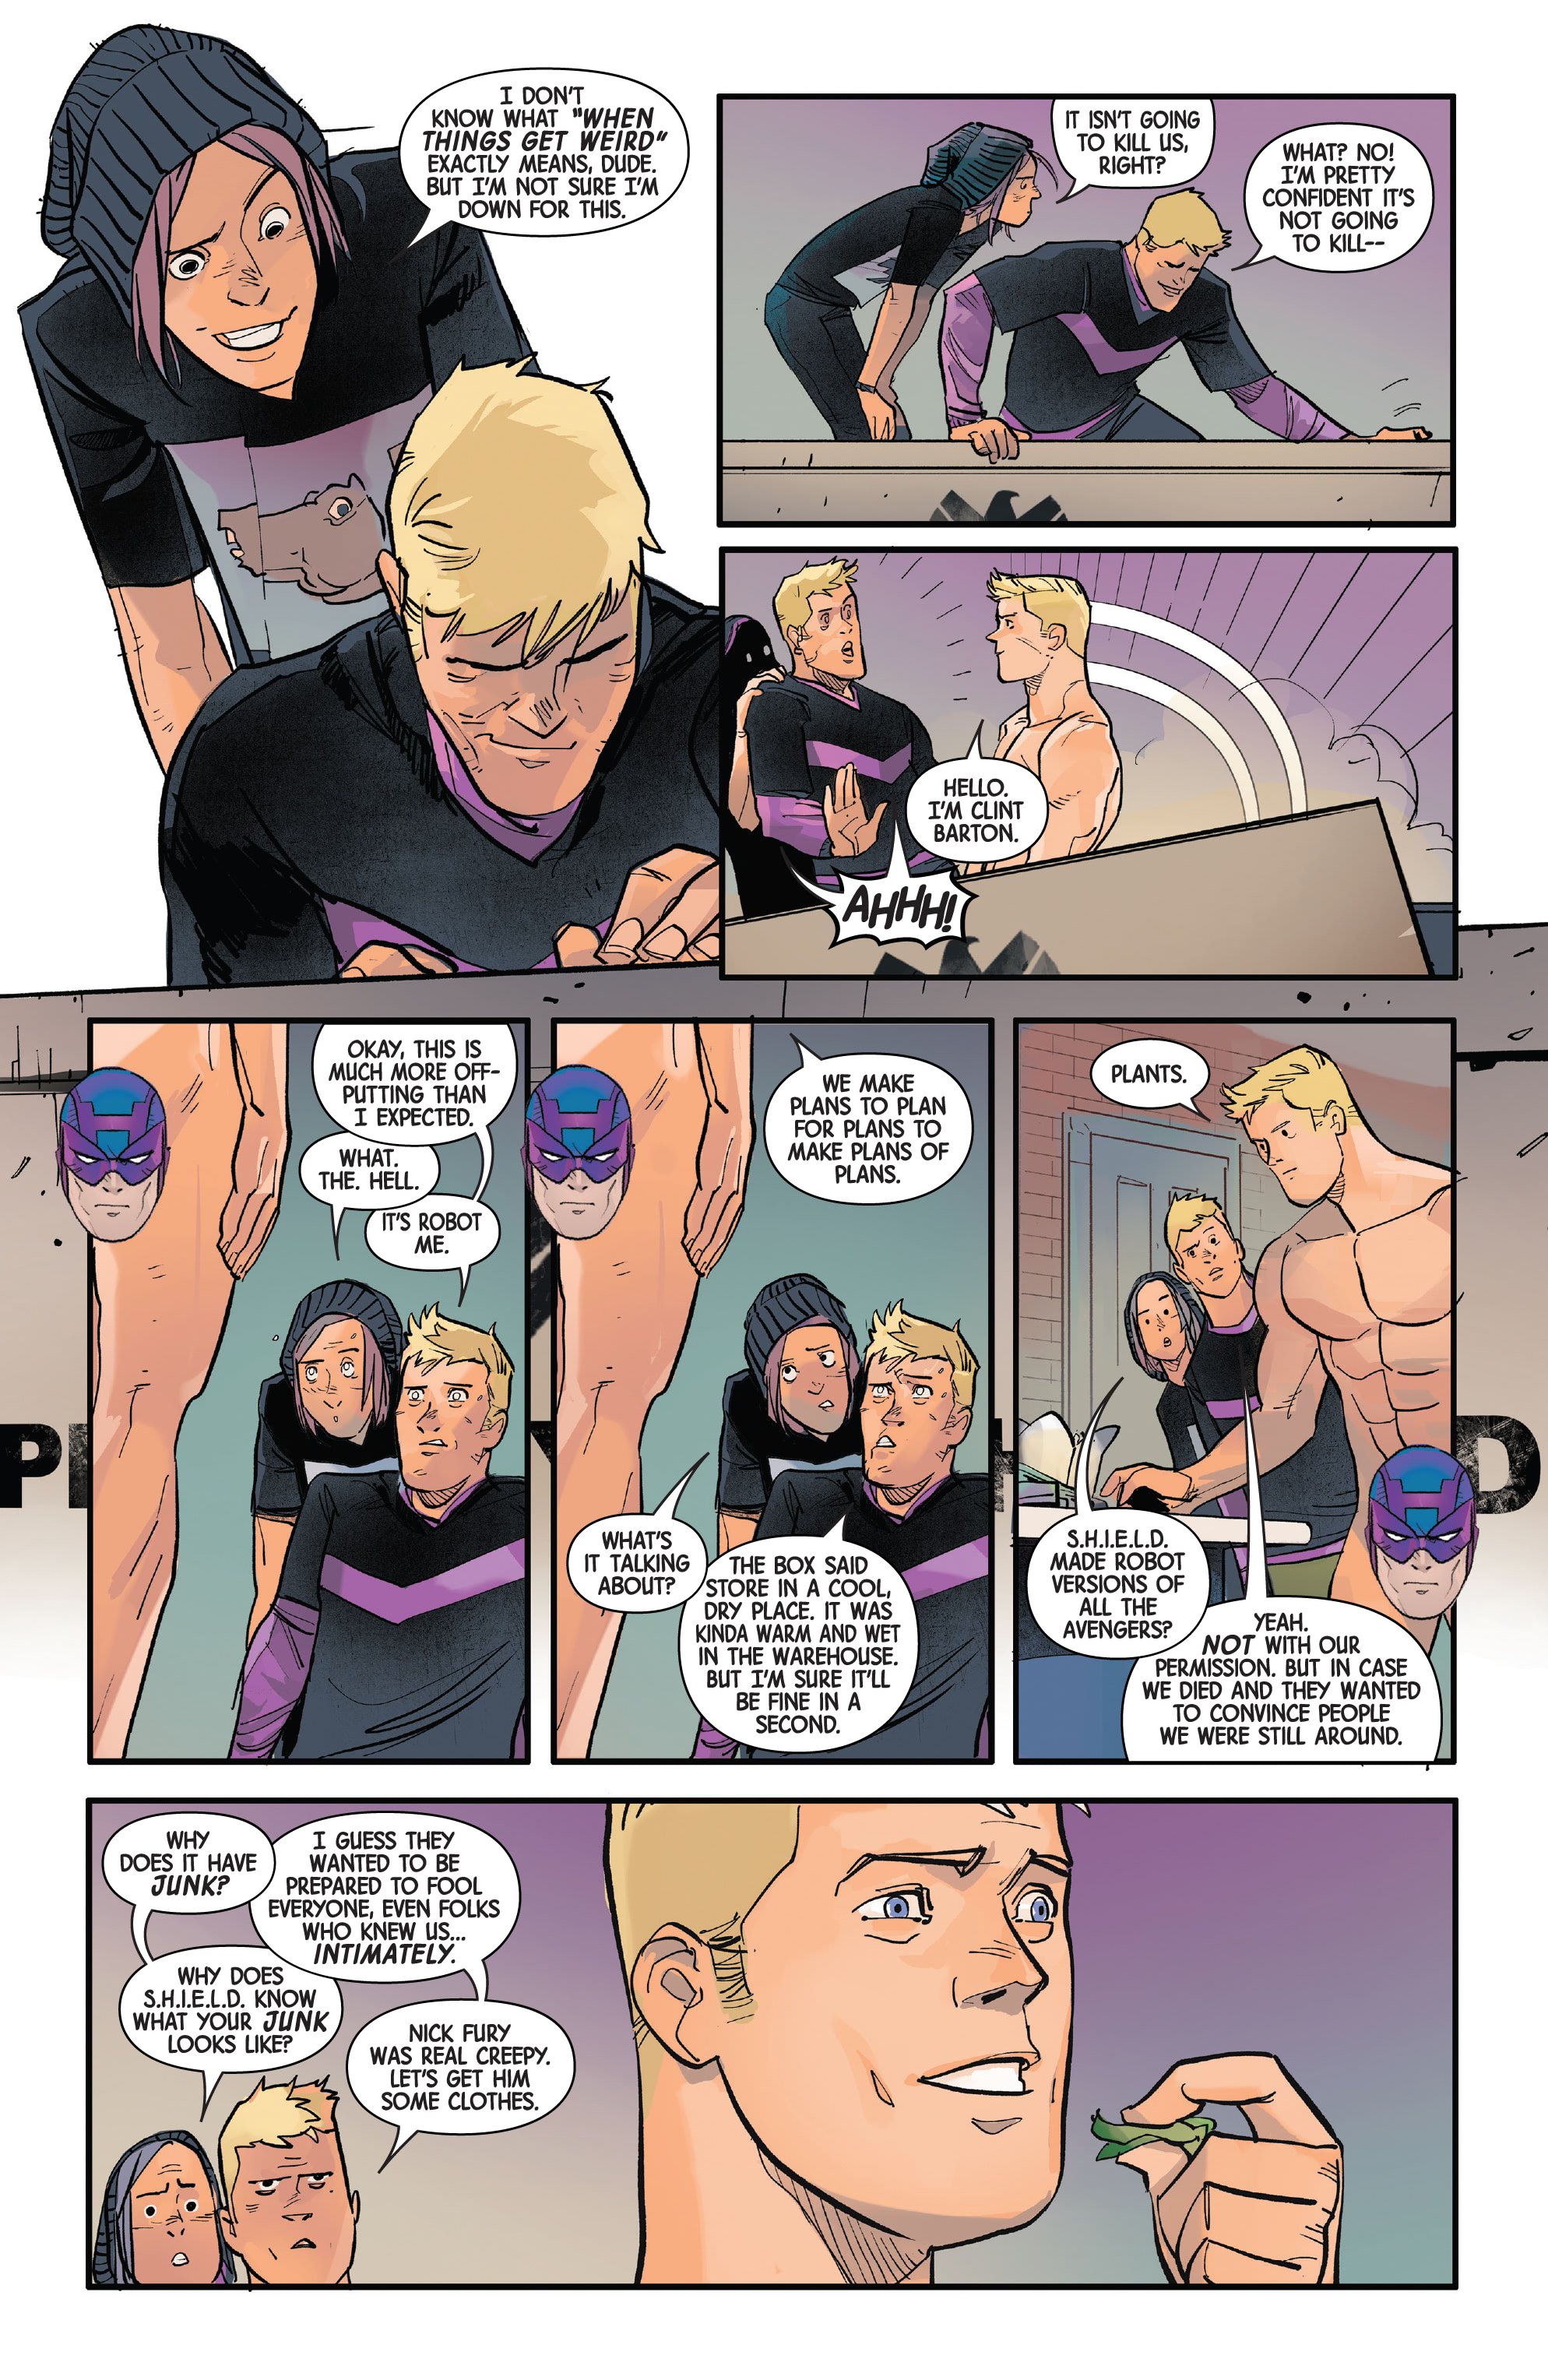 I DON'T
KNOW WHAT "WHEN
THINGS GET WEIRD"
EXACTLY MEANS, DUDE.
BUT I'M NOT SURE I'M
DOWN FOR THIS.
IT ISN'T GOING
TO KILL US,
RIGHT?
WHAT? NO!
I'M PRETTY
CONFIDENT IT'S
NOT GOING
TO KILL--
HELLO.
I'M CLINT
BARTON.
AHHH!
OKAY, THIS IS
MUCH MORE OFF-
PUTTING THAN
I EXPECTED.
WHAT.
THE. HELL.
IT'S ROBOT
ME.
WE MAKE
PLANS TO PLAN
FOR PLANS TO
MAKE PLANS OF
PLANS.
WHAT'S
IT TALKING
ABOUT?
THE BOX SAID
STORE IN A COOL,
DRY PLACE. IT WAS
KINDA WARM AND WET
IN THE WAREHOUSE.
BUT I'M SURE IT'LL
BE FINE IN A
SECOND.
PLANTS.
S.H.I.E.L.D.
MADE ROBOT
VERSIONS OF
ALL THE
AVENGERS?
YEAH.
NOT WITH OUR
PERMISSION. BUT IN CASE
WE DIED AND THEY WANTED
TO CONVINCE PEOPLE
WE WERE STILL AROUND.
WHY
DOES IT HAVE
JUNK?
I GUESS THEY
WANTED TO BE
PREPARED TO FOOL
EVERYONE, EVEN FOLKS
WHO KNEW US...
INTIMATELY.
WHY DOES
S.H.I.E.L.D. KNOW
WHAT YOUR JUNK
LOOKS LIKE?
NICK FURY
WAS REAL CREEPY.
LET'S GET HIM
SOME CLOTHES.